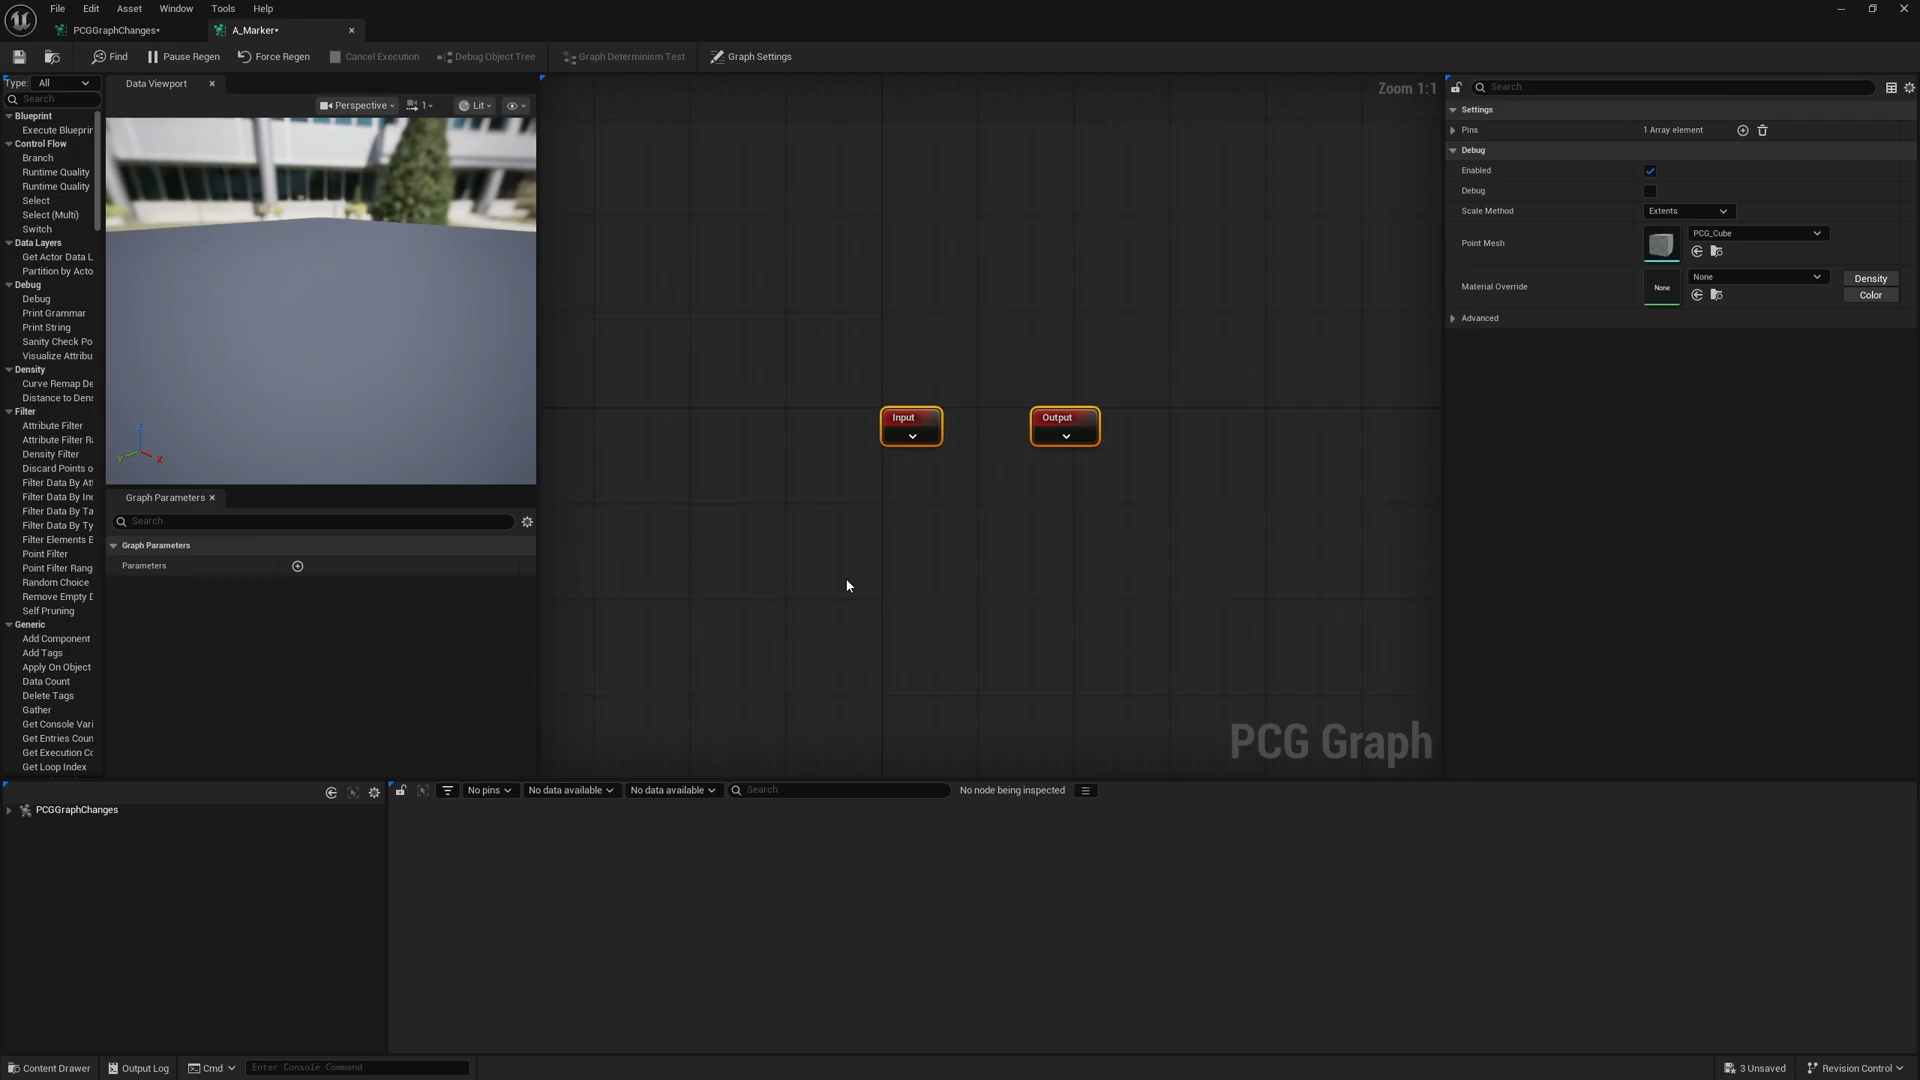 File Edit Asset Window Tools Help
PCGGraphChanges•
A_Marker•
Find Pause Regen Force Regen Cancel Execution Debug Object Tree Graph Determinism Test Graph Settings
Type: All
Search
Blueprint
Execute Blueprin
Control Flow
Branch
Runtime Quality
Runtime Quality
Select
Select (Multi)
Switch
Data Layers
Get Actor Data L
Partition by Acto
Debug
Debug
Print Grammar
Print String
Sanity Check Po
Visualize Attribu
Density
Curve Remap De
Distance to Dens
Filter
Attribute Filter
Attribute Filter Ra
Density Filter
Discard Points o
Filter Data By Att
Filter Data By Ind
Filter Data By Ta
Filter Data By Ty
Filter Elements B
Point Filter
Point Filter Rang
Random Choice
Remove Empty D
Self Pruning
Generic
Add Component
Add Tags
Apply On Object
Data Count
Delete Tags
Gather
Get Console Vari
Get Entries Coun
Get Execution Co
Get Loop Index
Data Viewport
Perspective 1 Lit
Z
Y
X
Graph Parameters
Search
Graph Parameters
Parameters
Zoom 1:1
Input
Output
PCG Graph
Search
Settings
Pins 1 Array element
Debug
Enabled
Debug
Scale Method Extents
Point Mesh PCG_Cube
Material Override None None Density
Color
Advanced
PCGGraphChanges
No pins No data available No data available Search No node being inspected
Content Drawer Output Log Cmd Enter Console Command 3 Unsaved Revision Control